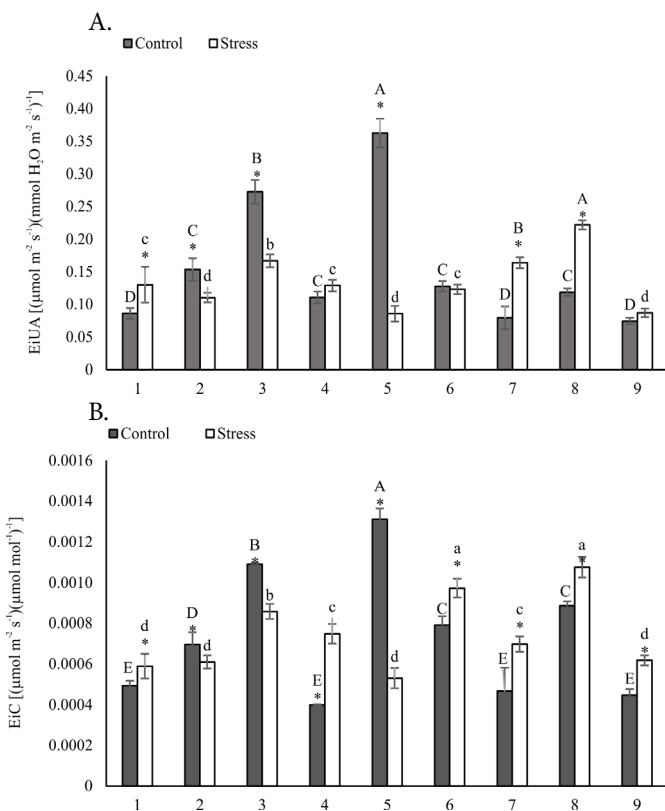 A.
Control Stress
EiUA [(µmol m⁻² s⁻¹)(mmol H₂O m⁻² s⁻¹)⁻¹]
0.45
0.40
0.35
0.30
0.25
0.20
0.15
0.10
0.05
0
D c * C * d B * b C c A * d C c D B * C A * D d
1 2 3 4 5 6 7 8 9
B.
Control Stress
EiC [(µmol m⁻² s⁻¹)(µmol mol⁻¹)⁻¹]
0.0016
0.0014
0.0012
0.0010
0.0008
0.0006
0.0004
0.0002
0
E d * D * d B * b E * c A * d C a * E c * C a * E d *
1 2 3 4 5 6 7 8 9